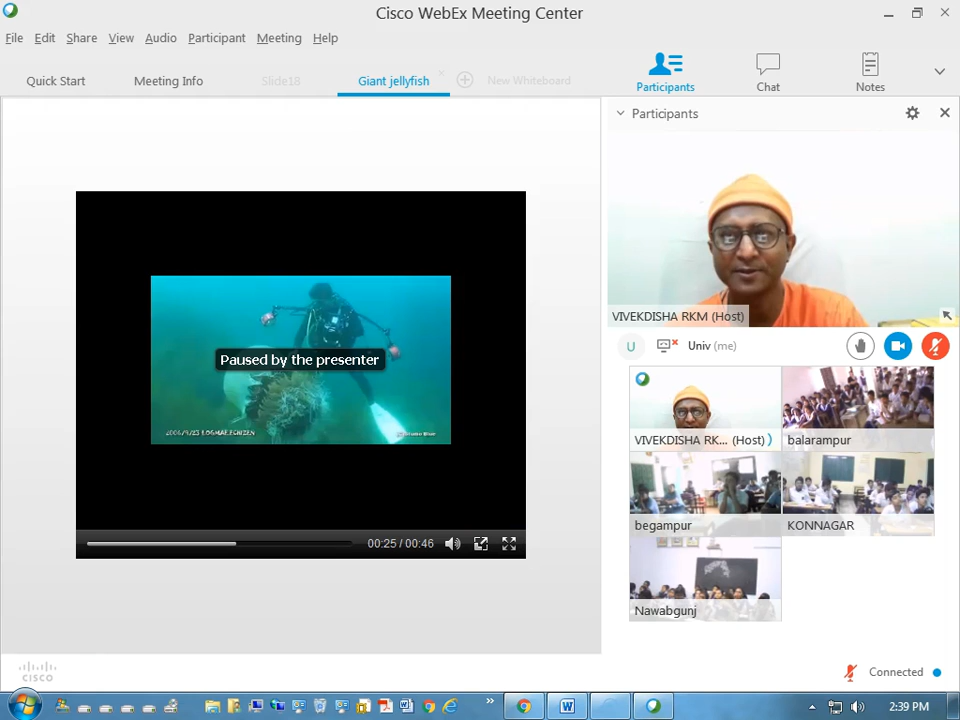 Cisco WebEx Meeting Center
File Edit Share View Audio Participant Meeting Help
Quick Start Meeting Info Slide18 Giant jellyfish New Whiteboard
Participants Chat Notes
Participants
Paused by the presenter
00:25 / 00:46
VIVEKDISHA RKM (Host)
U Univ (me)
VIVEKDISHA RK... (Host)
balarampur
begampur
KONNAGAR
Nawabgunj
CISCO
Connected
2:39 PM